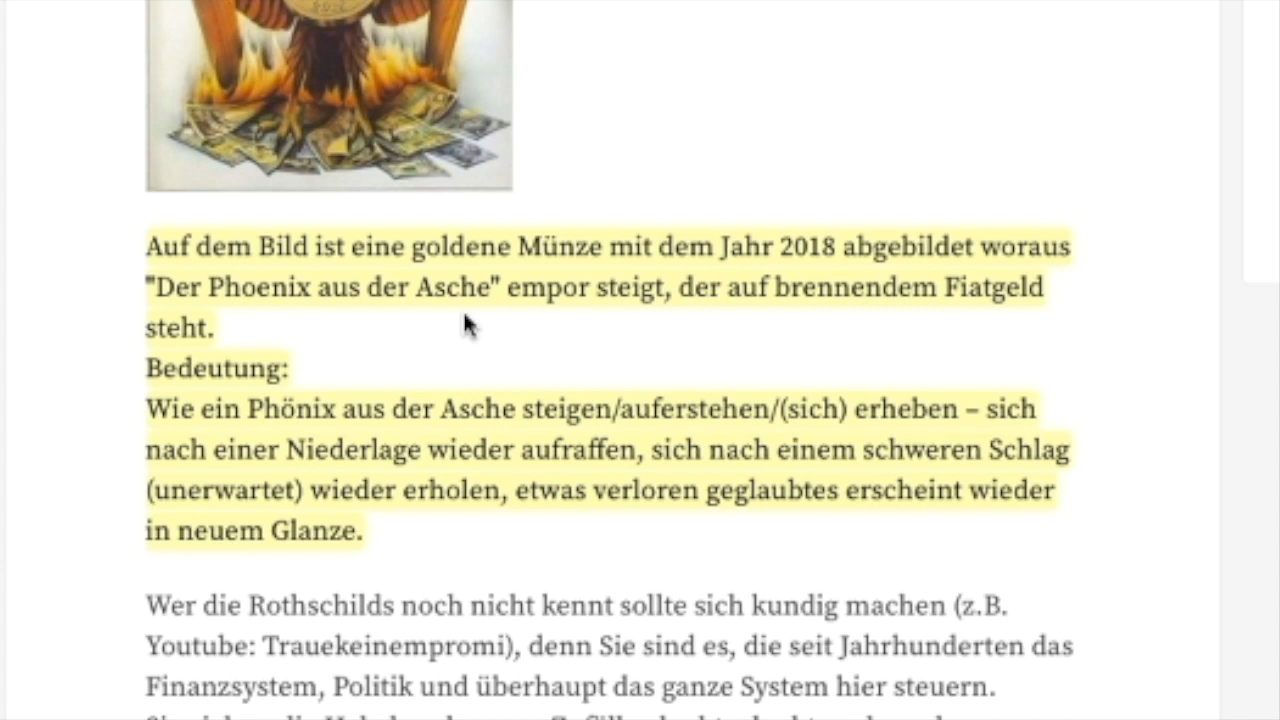 Auf dem Bild ist eine goldene Münze mit dem Jahr 2018 abgebildet woraus
"Der Phoenix aus der Asche" empor steigt, der auf brennendem Fiatgeld
steht.
Bedeutung:
Wie ein Phönix aus der Asche steigen/auferstehen/(sich) erheben – sich
nach einer Niederlage wieder aufraffen, sich nach einem schweren Schlag
(unerwartet) wieder erholen, etwas verloren geglaubtes erscheint wieder
in neuem Glanze.
Wer die Rothschilds noch nicht kennt sollte sich kundig machen (z.B.
Youtube: Trauekeinempromi), denn Sie sind es, die seit Jahrhunderten das
Finanzsystem, Politik und überhaupt das ganze System hier steuern.